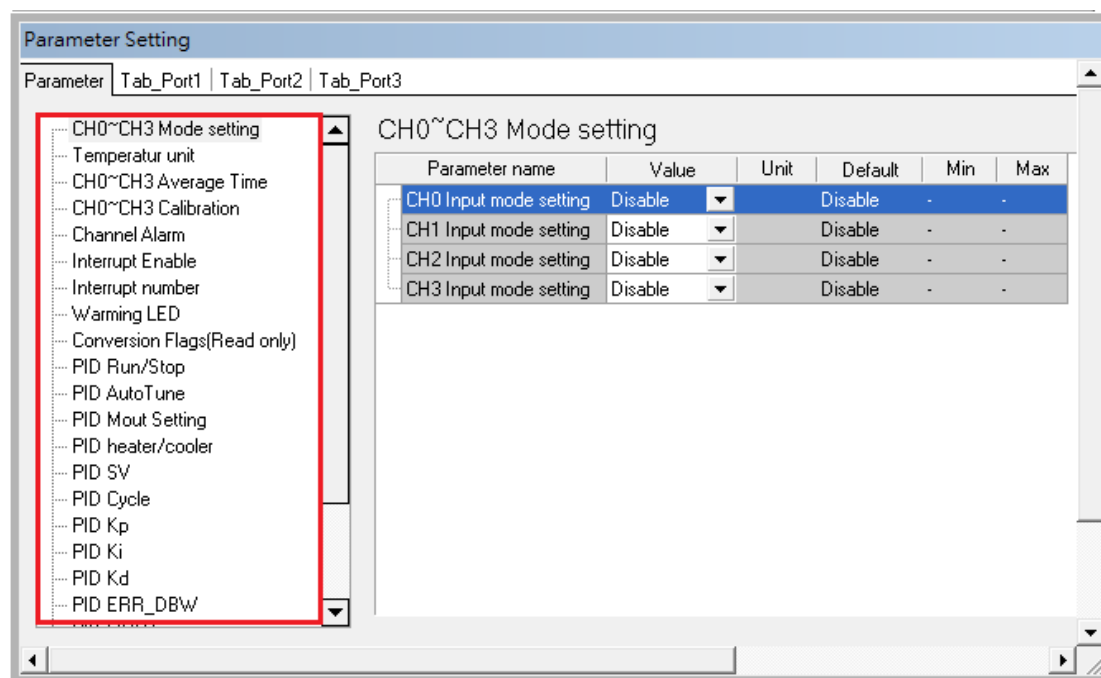 Parameter Setting
Parameter Tab_Port1 Tab_Port2 Tab_Port3
CH0~CH3 Mode setting
Temperatur unit
CH0~CH3 Average Time
CH0~CH3 Calibration
Channel Alarm
Interrupt Enable
Interrupt number
Warming LED
Conversion Flags(Read only)
PID Run/Stop
PID AutoTune
PID Mout Setting
PID heater/cooler
PID SV
PID Cycle
PID Kp
PID Ki
PID Kd
PID ERR_DBW
CH0~CH3 Mode setting
Parameter name Value Unit Default Min Max
CH0 Input mode setting Disable Disable - -
CH1 Input mode setting Disable Disable - -
CH2 Input mode setting Disable Disable - -
CH3 Input mode setting Disable Disable - -